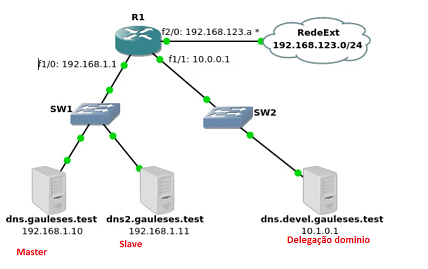 R1
f2/0: 192.168.123.a *
RedeExt
192.168.123.0/24
f1/0: 192.168.1.1
f1/1: 10.0.0.1
SW1
SW2
dns.gauleses.test
192.168.1.10
dns2.gauleses.test
192.168.1.11
dns.devel.gauleses.test
10.1.0.1
Master
Slave
Delegação dominio